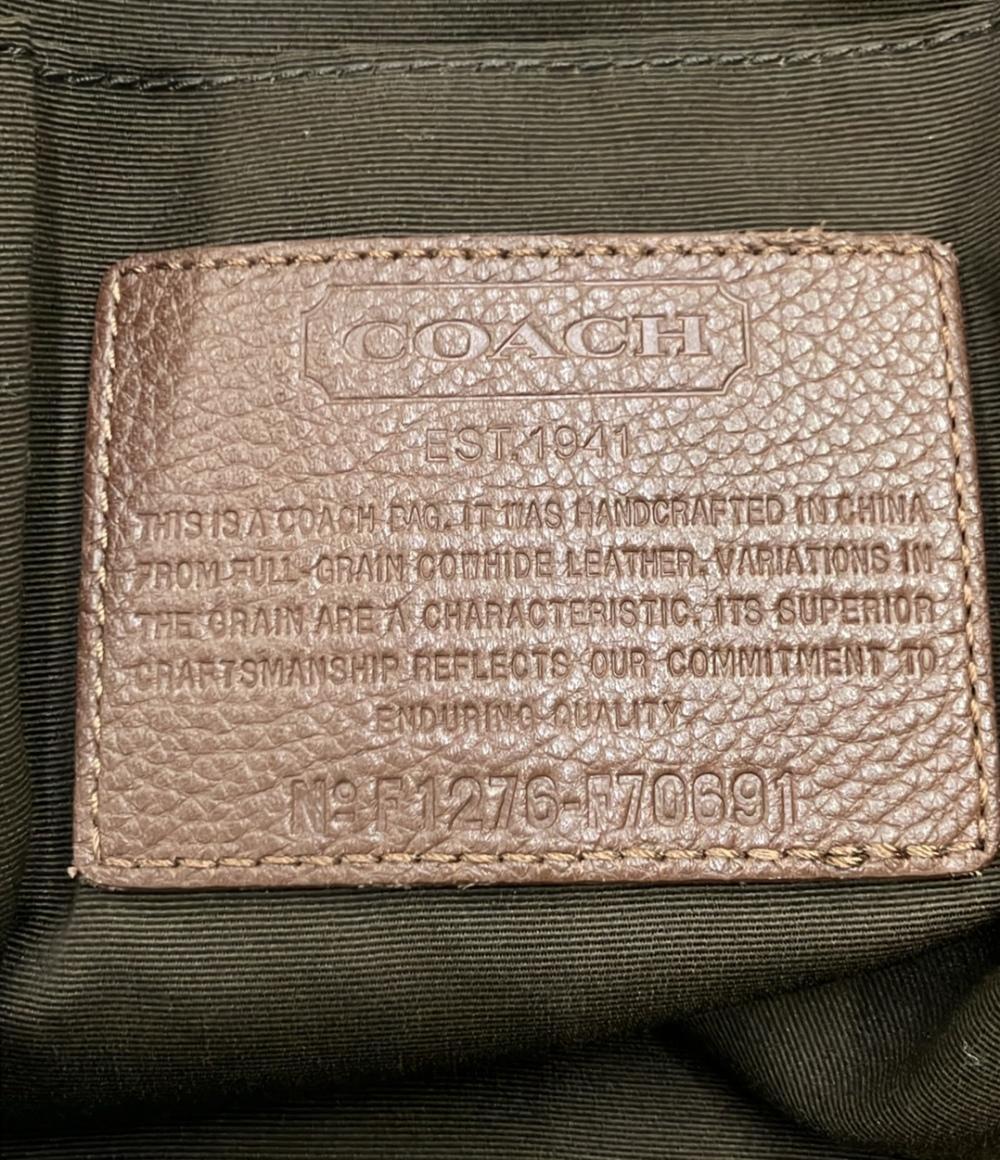 COACH
EST. 1941
THIS IS A COACH BAG. IT WAS HANDCRAFTED IN CHINA
FROM FULL GRAIN COWHIDE LEATHER. VARIATIONS IN
THE GRAIN ARE A CHARACTERISTIC. ITS SUPERIOR
CRAFTSMANSHIP REFLECTS OUR COMMITMENT TO
ENDURING QUALITY.
Nº F1276-F70691